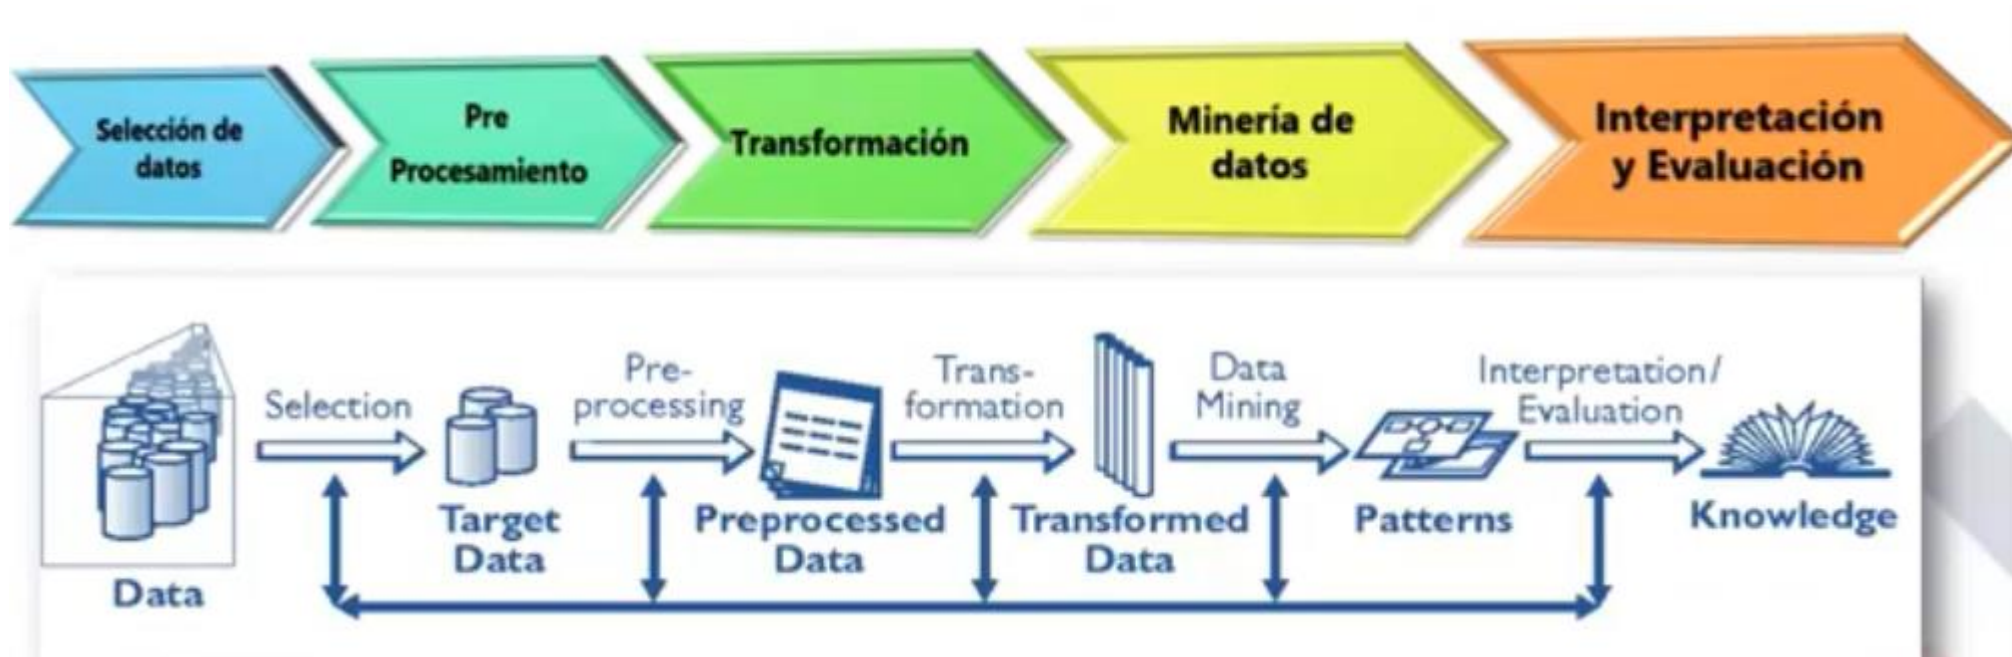 Selección de
datos
Pre
Procesamiento
Transformación
Minería de
datos
Interpretación
y Evaluación
Selection
Pre-
processing
Trans-
formation
Data
Mining
Interpretation/
Evaluation
Data
Target
Data
Preprocessed
Data
Transformed
Data
Patterns
Knowledge